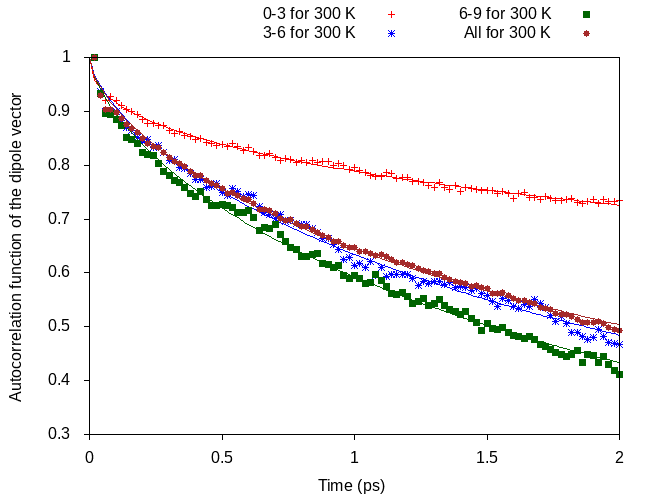 0-3 for 300 K
3-6 for 300 K
6-9 for 300 K
All for 300 K
1
0.9
0.8
0.7
0.6
0.5
0.4
0.3
Autocorrelation function of the dipole vector
0 0.5 1 1.5 2
Time (ps)